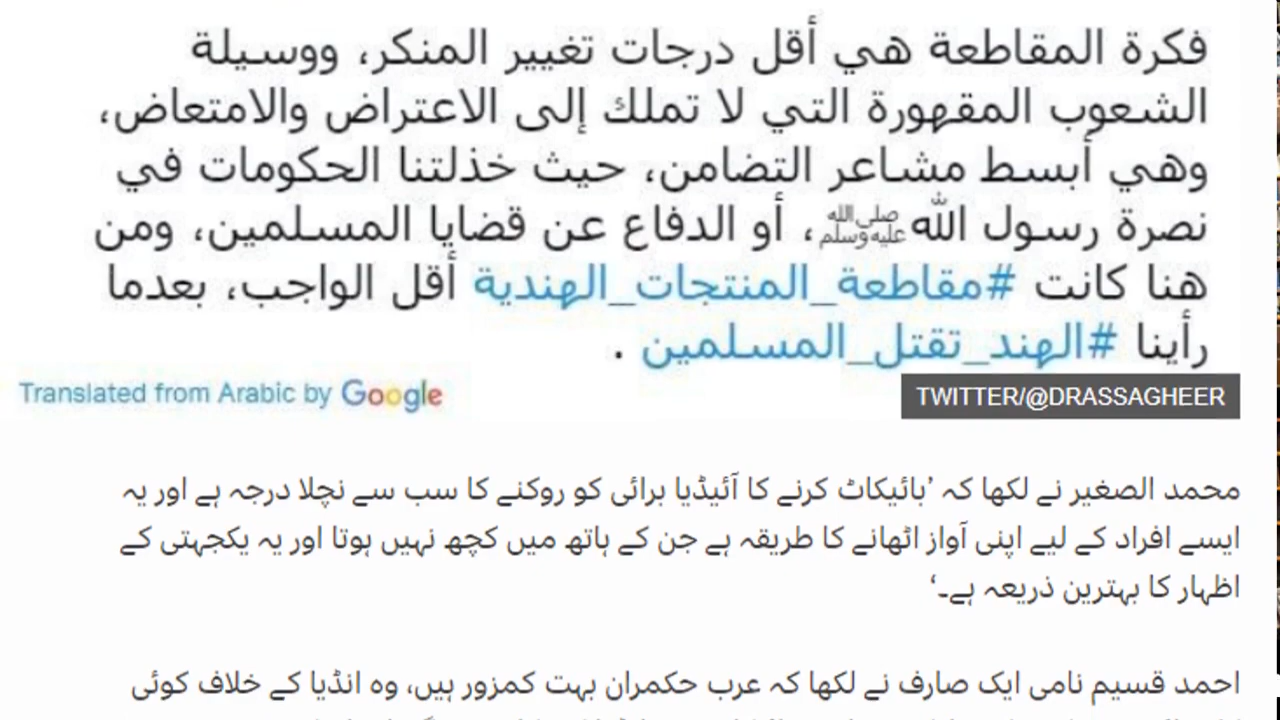 فكرة المقاطعة هي أقل درجات تغيير المنكر، ووسيلة
الشعوب المقهورة التي لا تملك إلى الاعتراض والامتعاض،
وهي أبسط مشاعر التضامن، حيث خذلتنا الحكومات في
نصرة رسول الله ﷺ، أو الدفاع عن قضايا المسلمين، ومن
هنا كانت #مقاطعة_المنتجات_الهندية أقل الواجب، بعدما
رأينا #الهند_تقتل_المسلمين .
Translated from Arabic by Google
TWITTER/@DRASSAGHEER
محمد الصغیر نے لکھا کہ ’بائیکاٹ کرنے کا آئیڈیا برائی کو روکنے کا سب سے نچلا درجہ ہے اور یہ
ایسے افراد کے لیے اپنی آواز اٹھانے کا طریقہ ہے جن کے ہاتھ میں کچھ نہیں ہوتا اور یہ یکجہتی کے
اظہار کا بہترین ذریعہ ہے۔‘
احمد قسیم نامی ایک صارف نے لکھا کہ عرب حکمران بہت کمزور ہیں، وہ انڈیا کے خلاف کوئی